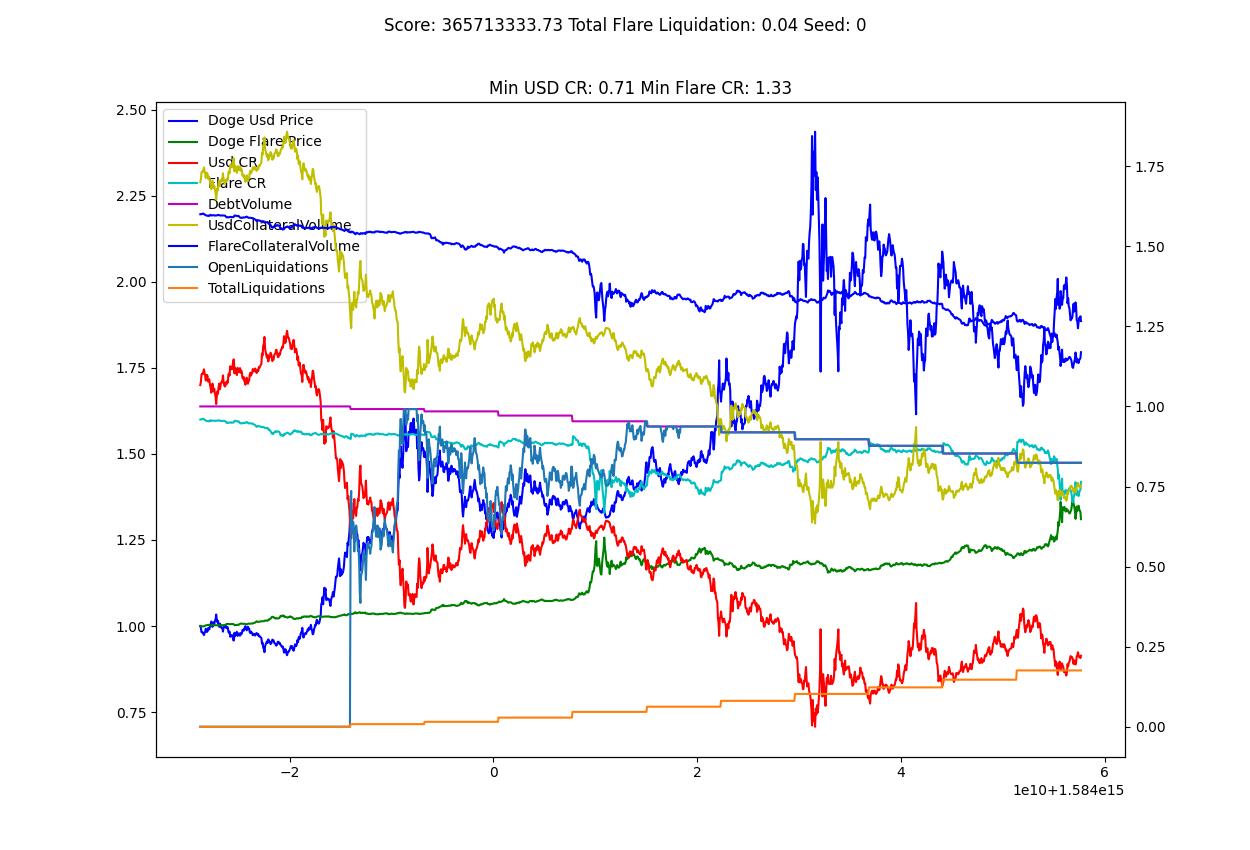 Score: 365713333.73 Total Flare Liquidation: 0.04 Seed: 0
Min USD CR: 0.71 Min Flare CR: 1.33
Doge Usd Price
Doge Flare Price
Usd CR
Flare CR
DebtVolume
UsdCollateralVolume
FlareCollateralVolume
OpenLiquidations
TotalLiquidations
2.50
2.25
2.00
1.75
1.50
1.25
1.00
0.75
1.75
1.50
1.25
1.00
0.75
0.50
0.25
0.00
−2
0
2
4
6
1e10+1.584e15